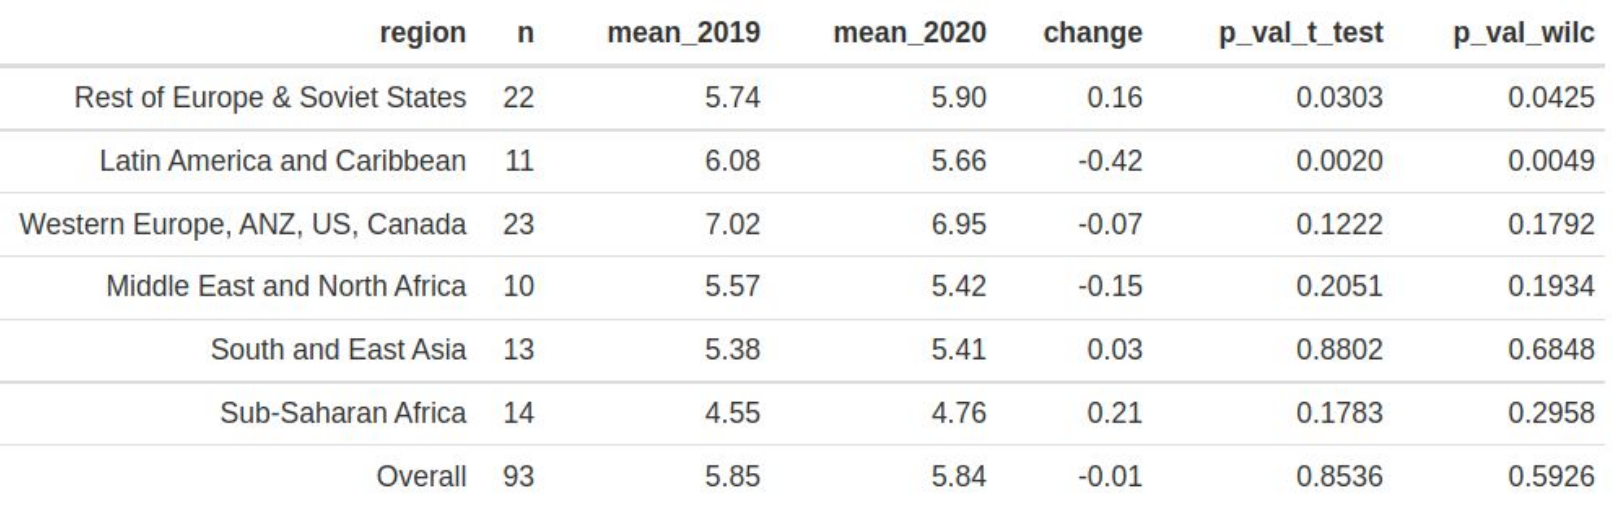 region n mean_2019 mean_2020 change p_val_t_test p_val_wilc
Rest of Europe & Soviet States 22 5.74 5.90 0.16 0.0303 0.0425
Latin America and Caribbean 11 6.08 5.66 -0.42 0.0020 0.0049
Western Europe, ANZ, US, Canada 23 7.02 6.95 -0.07 0.1222 0.1792
Middle East and North Africa 10 5.57 5.42 -0.15 0.2051 0.1934
South and East Asia 13 5.38 5.41 0.03 0.8802 0.6848
Sub-Saharan Africa 14 4.55 4.76 0.21 0.1783 0.2958
Overall 93 5.85 5.84 -0.01 0.8536 0.5926